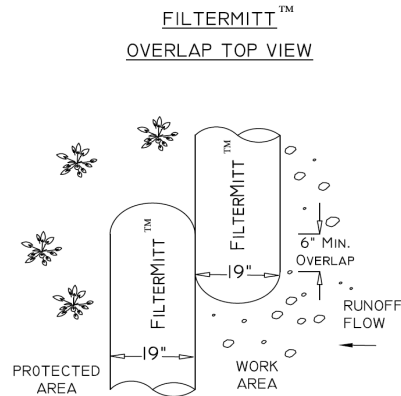 FILTERMITT™
OVERLAP TOP VIEW
FILTERMITT™
FILTERMITT™
6" MIN.
OVERLAP
19"
19"
RUNOFF
FLOW
PROTECTED
AREA
WORK
AREA